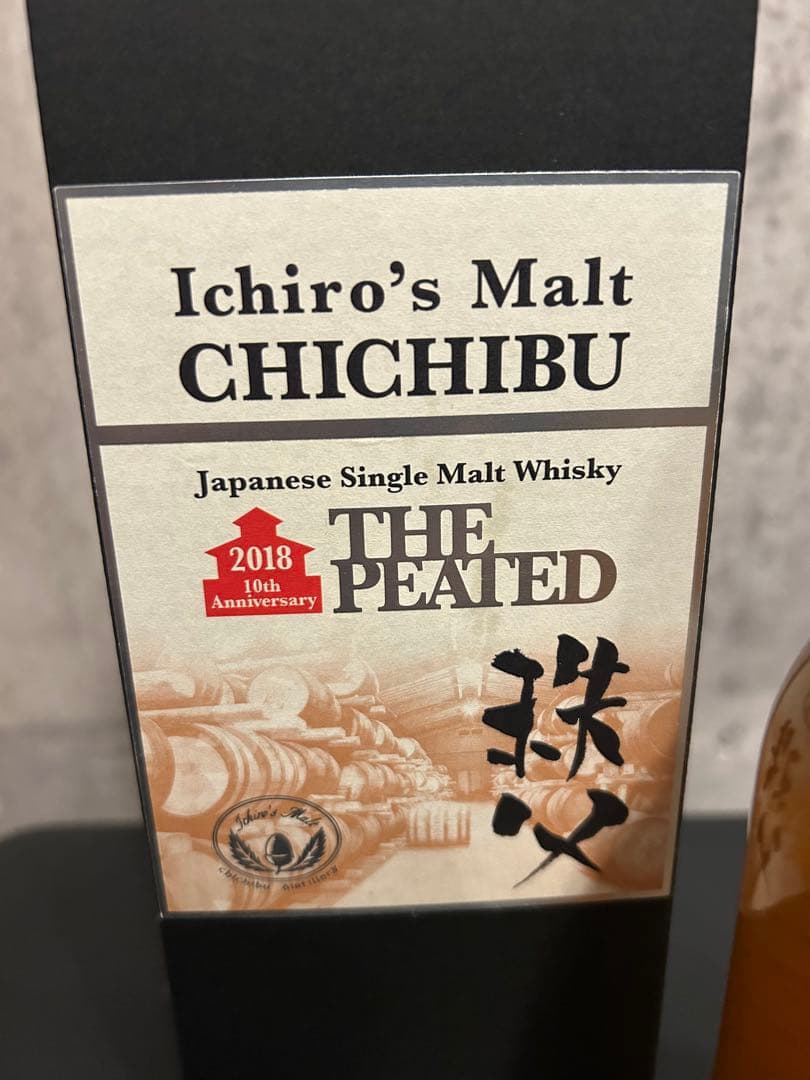 Ichiro's Malt
CHICHIBU
Japanese Single Malt Whisky
2018
10th
Anniversary
THE
PEATED
秩父
Ichiro's Malt
Chichibu Distillery